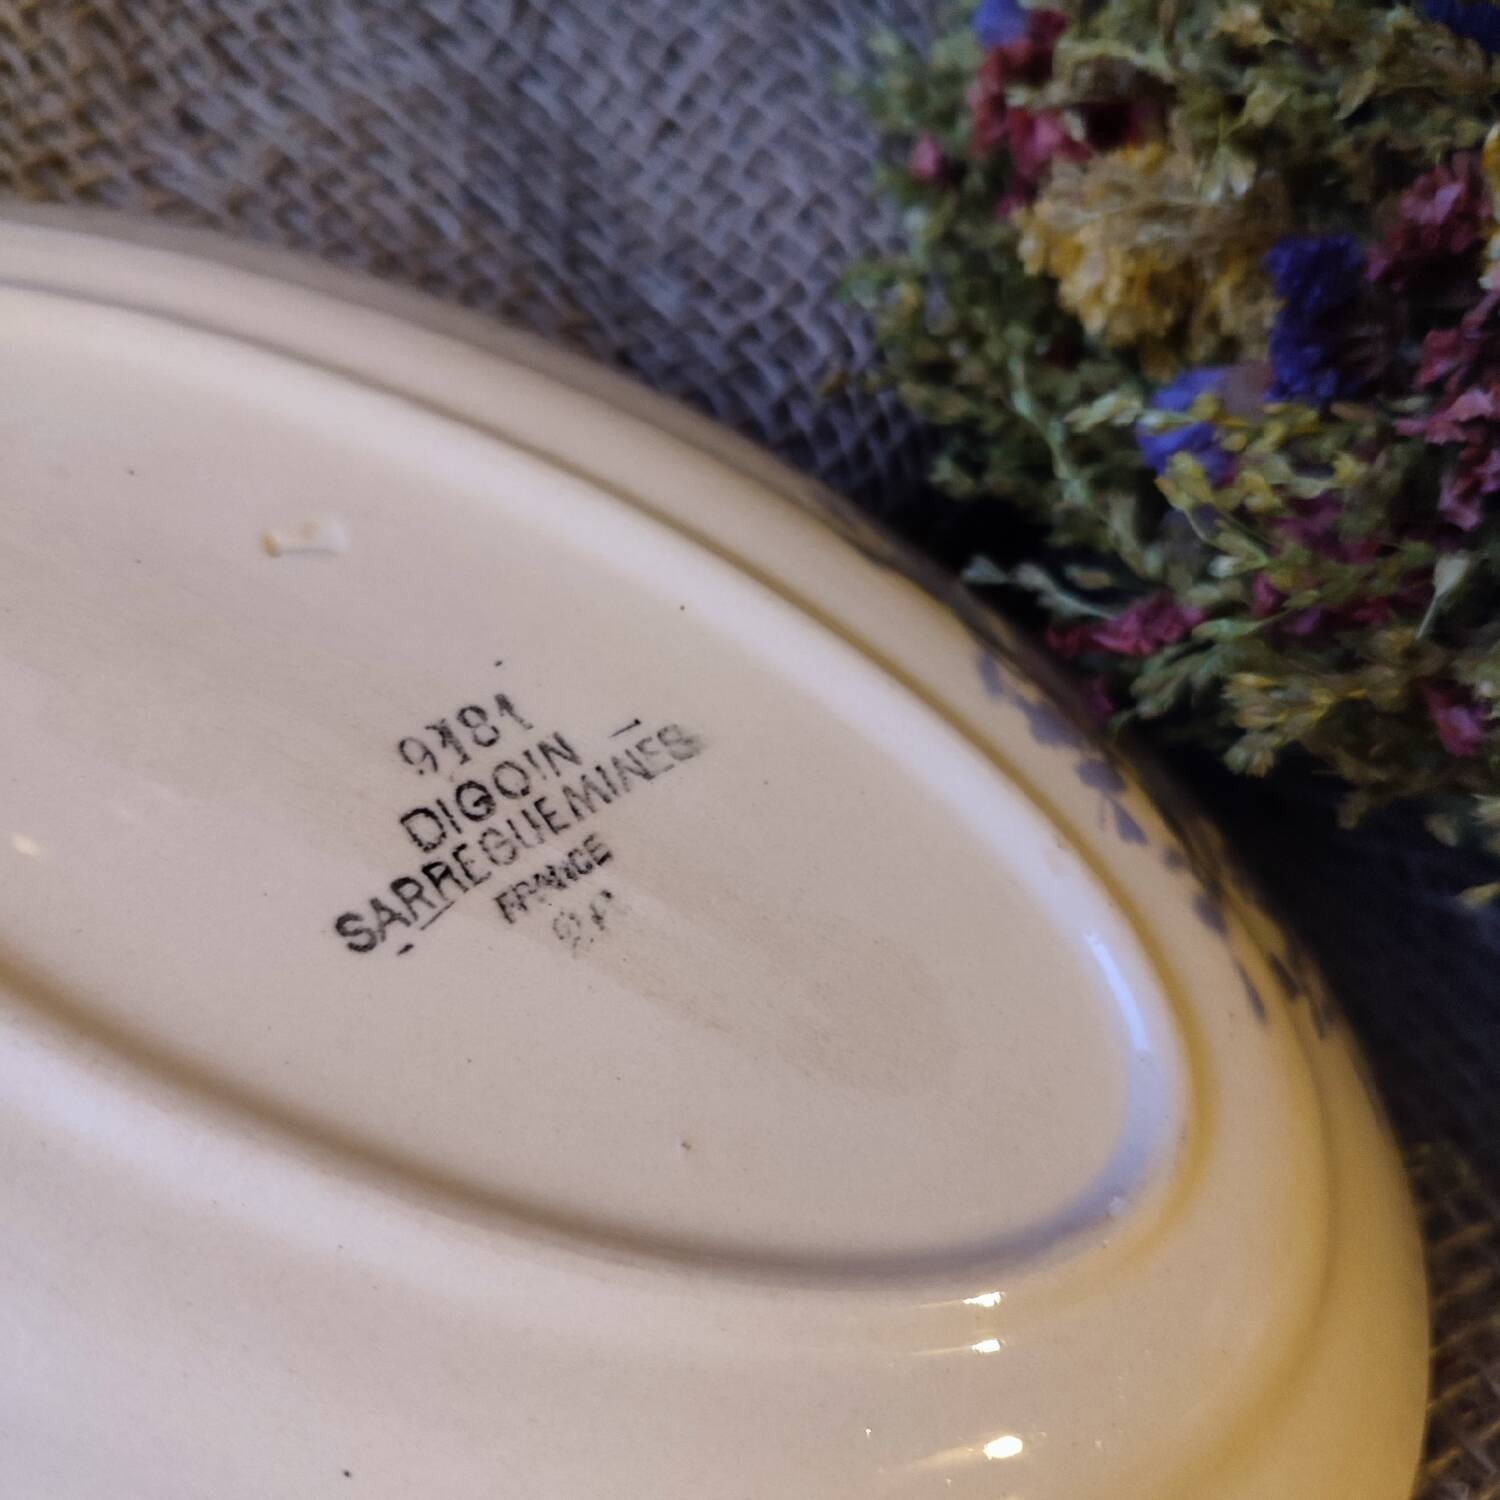 9181
DIGOIN
SARREGUEMINES
FRANCE